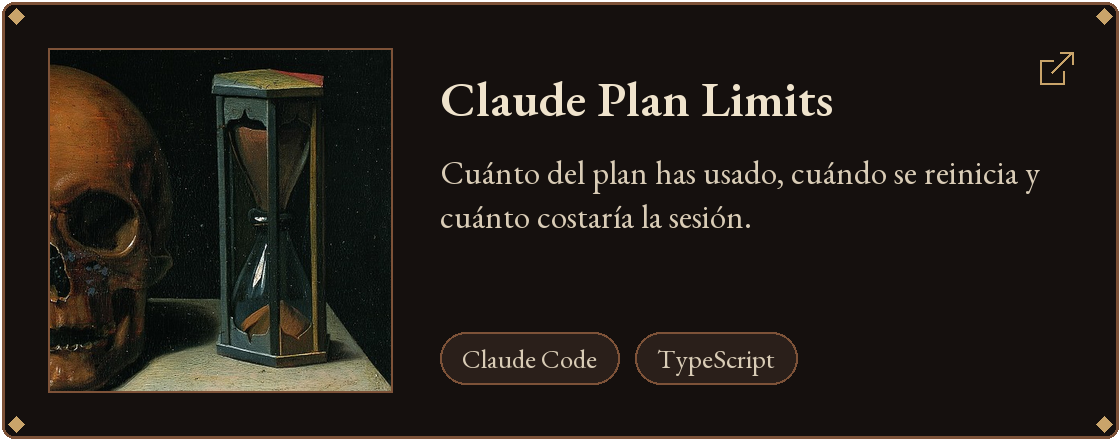 Claude Plan Limits
Cuánto del plan has usado, cuándo se reinicia y
cuánto costaría la sesión.
Claude Code
TypeScript